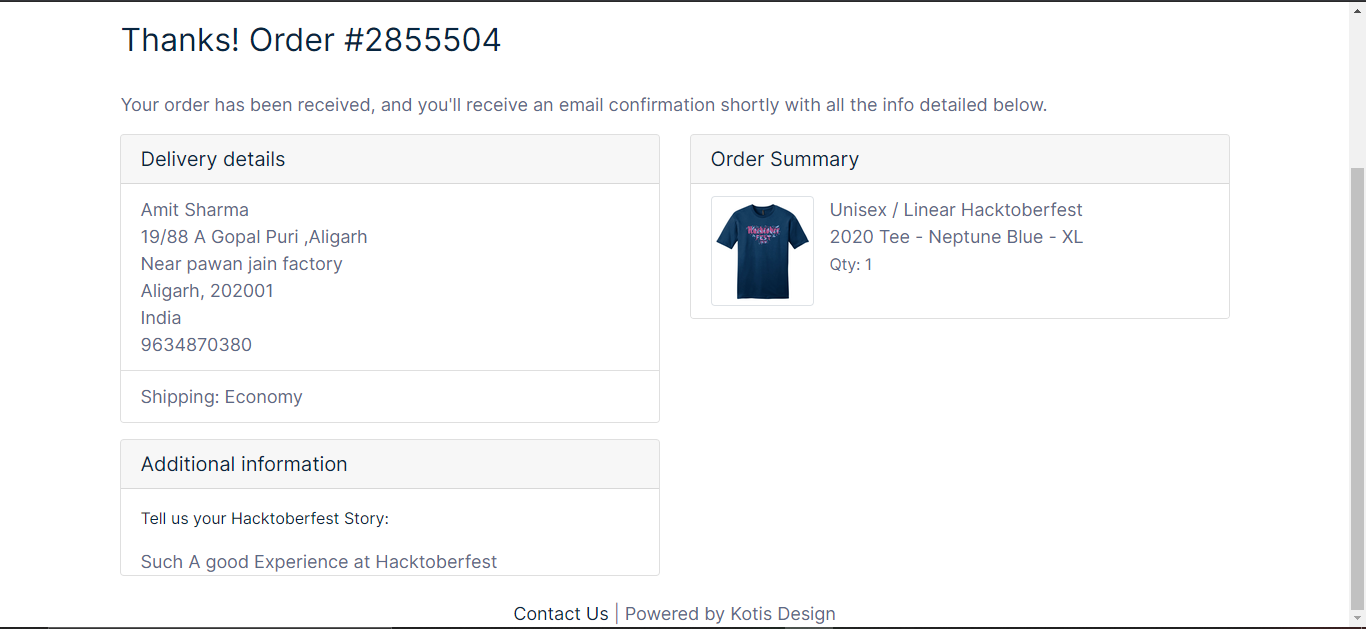 Thanks! Order #2855504
Your order has been received, and you'll receive an email confirmation shortly with all the info detailed below.
Delivery details
Amit Sharma
19/88 A Gopal Puri ,Aligarh
Near pawan jain factory
Aligarh, 202001
India
9634870380
Shipping: Economy
Additional information
Tell us your Hacktoberfest Story:
Such A good Experience at Hacktoberfest
Order Summary
FEST
Unisex / Linear Hacktoberfest
2020 Tee - Neptune Blue - XL
Qty: 1
Contact Us | Powered by Kotis Design